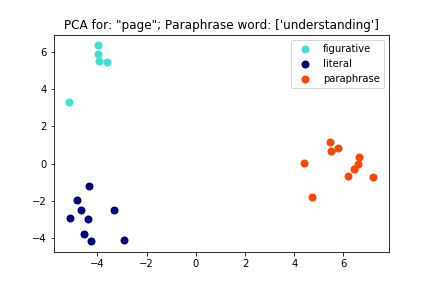 PCA for: "page"; Paraphrase word: ['understanding']
figurative
literal
paraphrase
6
4
2
0
−2
−4
−4 −2 0 2 4 6